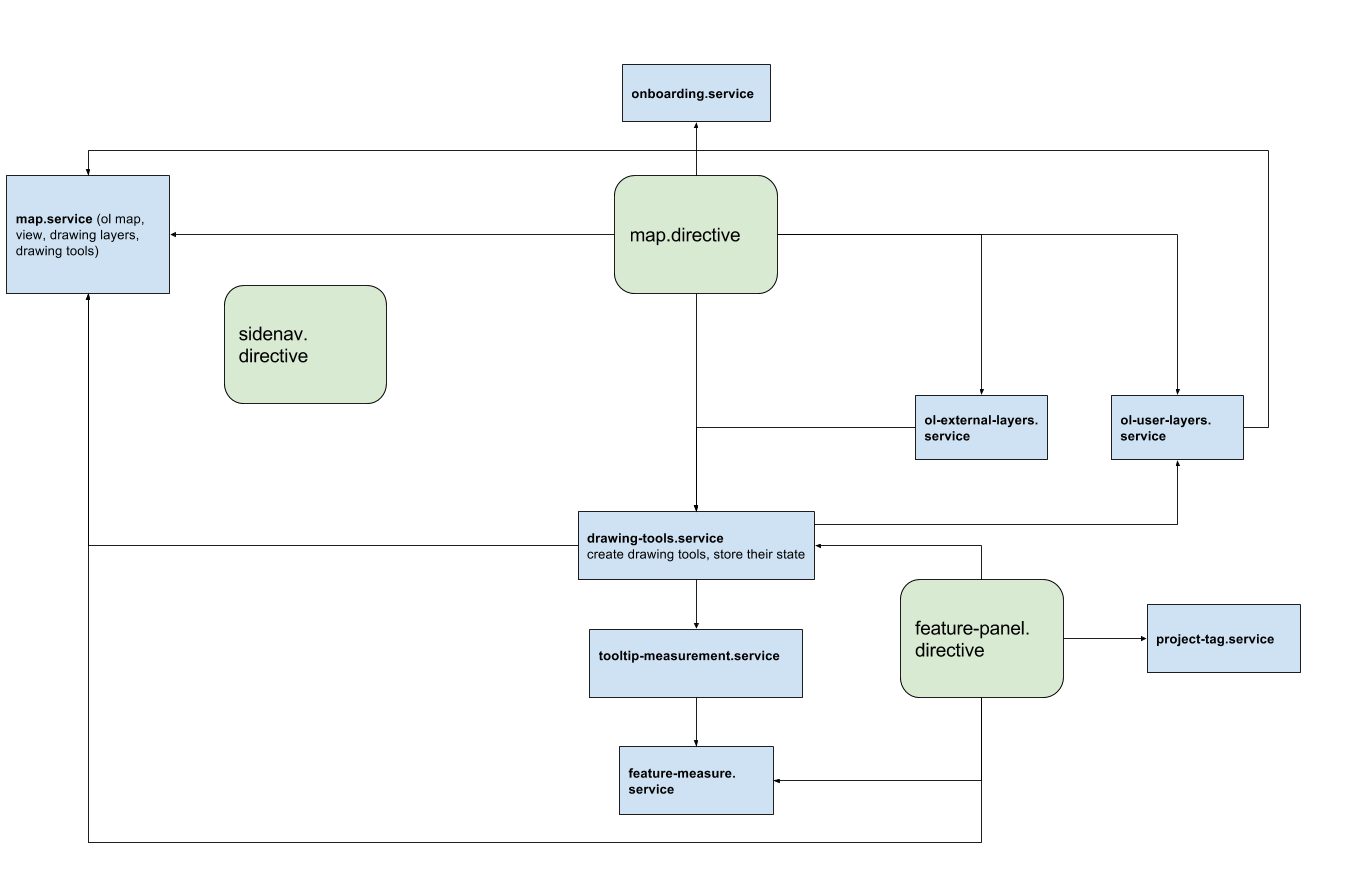 onboarding.service
map.service (ol map,
view, drawing layers,
drawing tools)
map.directive
sidenav.
directive
ol-external-layers.
service
ol-user-layers.
service
drawing-tools.service
create drawing tools, store their state
feature-panel.
directive
project-tag.service
tooltip-measurement.service
feature-measure.
service